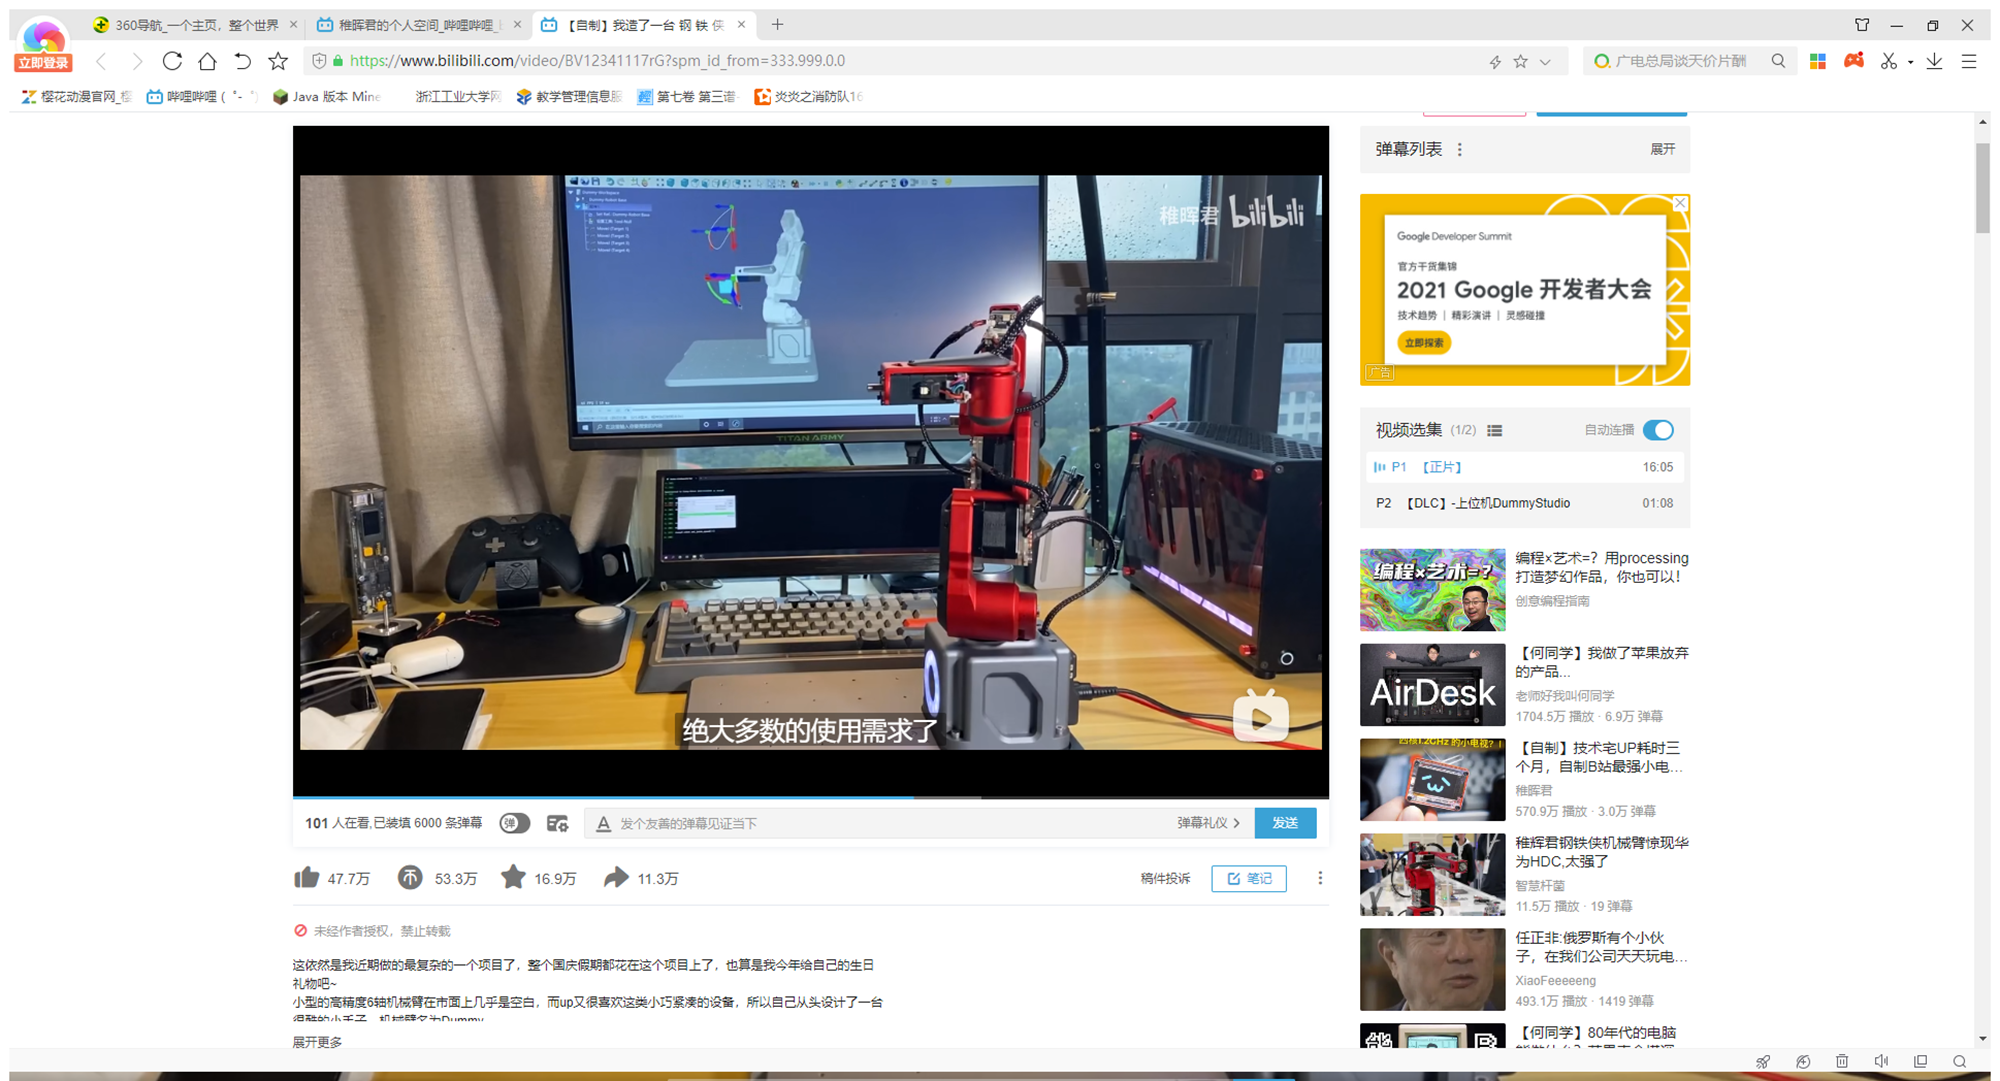 360导航_一个主页，整个世界
稚晖君的个人空间_哔哩哔哩_
【自制】我造了一台 钢 铁 侠
立即登录
https://www.bilibili.com/video/BV12341117rG?spm_id_from=333.999.0.0
广电总局谈天价片酬
樱花动漫官网_樱
哔哩哔哩 (゜-゜)
Java 版本 Mine
浙江工业大学网
教学管理信息服
第七卷 第三谱
炎炎之消防队16
稚晖君 bilibili
TITAN ARMY
绝大多数的使用需求了
101 人在看,已装填 6000 条弹幕
弹
发个友善的弹幕见证当下
弹幕礼仪
发送
47.7万
53.3万
16.9万
11.3万
稿件投诉
笔记
未经作者授权，禁止转载
这依然是我近期做的最复杂的一个项目了，整个国庆假期都花在这个项目上了，也算是我今年给自己的生日
礼物吧~
小型的高精度6轴机械臂在市面上几乎是空白，而up又很喜欢这类小巧紧凑的设备，所以自己从头设计了一台
很酷的小手子，机械臂名为Dummy
展开更多
弹幕列表
展开
Google Developer Summit
官方干货集锦
2021 Google 开发者大会
技术趋势 | 精彩演讲 | 灵感碰撞
立即探索
广告
视频选集 (1/2)
自动连播
P1 【正片】 16:05
P2 【DLC】-上位机DummyStudio 01:08
编程×艺术=?
编程×艺术=？用processing
打造梦幻作品，你也可以！
创意编程指南
AirDesk
【何同学】我做了苹果放弃
的产品...
老师好我叫何同学
1704.5万 播放 · 6.9万 弹幕
【自制】技术宅UP耗时三
个月，自制B站最强小电...
稚晖君
570.9万 播放 · 3.0万 弹幕
稚晖君钢铁侠机械臂惊现华
为HDC,太强了
智慧杆菌
11.5万 播放 · 19 弹幕
任正非:俄罗斯有个小伙
子，在我们公司天天玩电...
XiaoFeeeeeng
493.1万 播放 · 1419 弹幕
【何同学】80年代的电脑